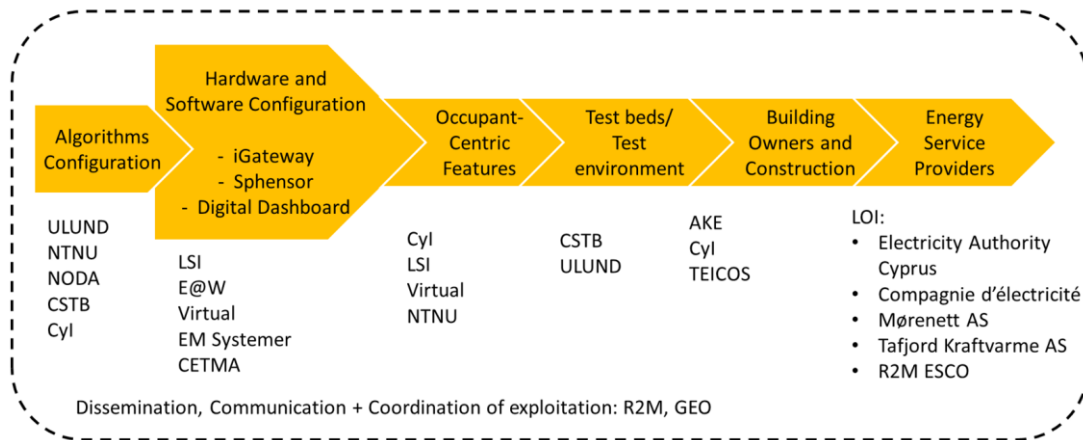 Algorithms
Configuration
Hardware and
Software Configuration
- iGateway
- Sphensor
- Digital Dashboard
Occupant-
Centric
Features
Test beds/
Test
environment
Building
Owners and
Construction
Energy
Service
Providers
ULUND
NTNU
NODA
CSTB
CyI
LSI
E@W
Virtual
EM Systemer
CETMA
CyI
LSI
Virtual
NTNU
CSTB
ULUND
AKE
CyI
TEICOS
LOI:
• Electricity Authority
Cyprus
• Compagnie d’électricité
• Mørenett AS
• Tafjord Kraftvarme AS
• R2M ESCO
Dissemination, Communication + Coordination of exploitation: R2M, GEO